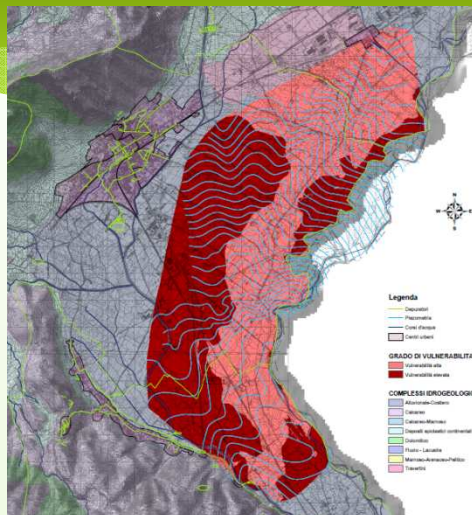 N
W E
S
Legenda
Depuratori
Piezometria
Corsi d'acqua
Centri urbani
GRADO DI VULNERABILITA'
Vulnerabilità alta
Vulnerabilità elevata
COMPLESSI IDROGEOLOGICI
Alluvionale-Costiero
Calcareo
Calcareo-Marnoso
Depositi epiclastici continentali
Dolomitico
Fluvio - Lacustre
Marnoso-Arenaceo-Pelitico
Travertini